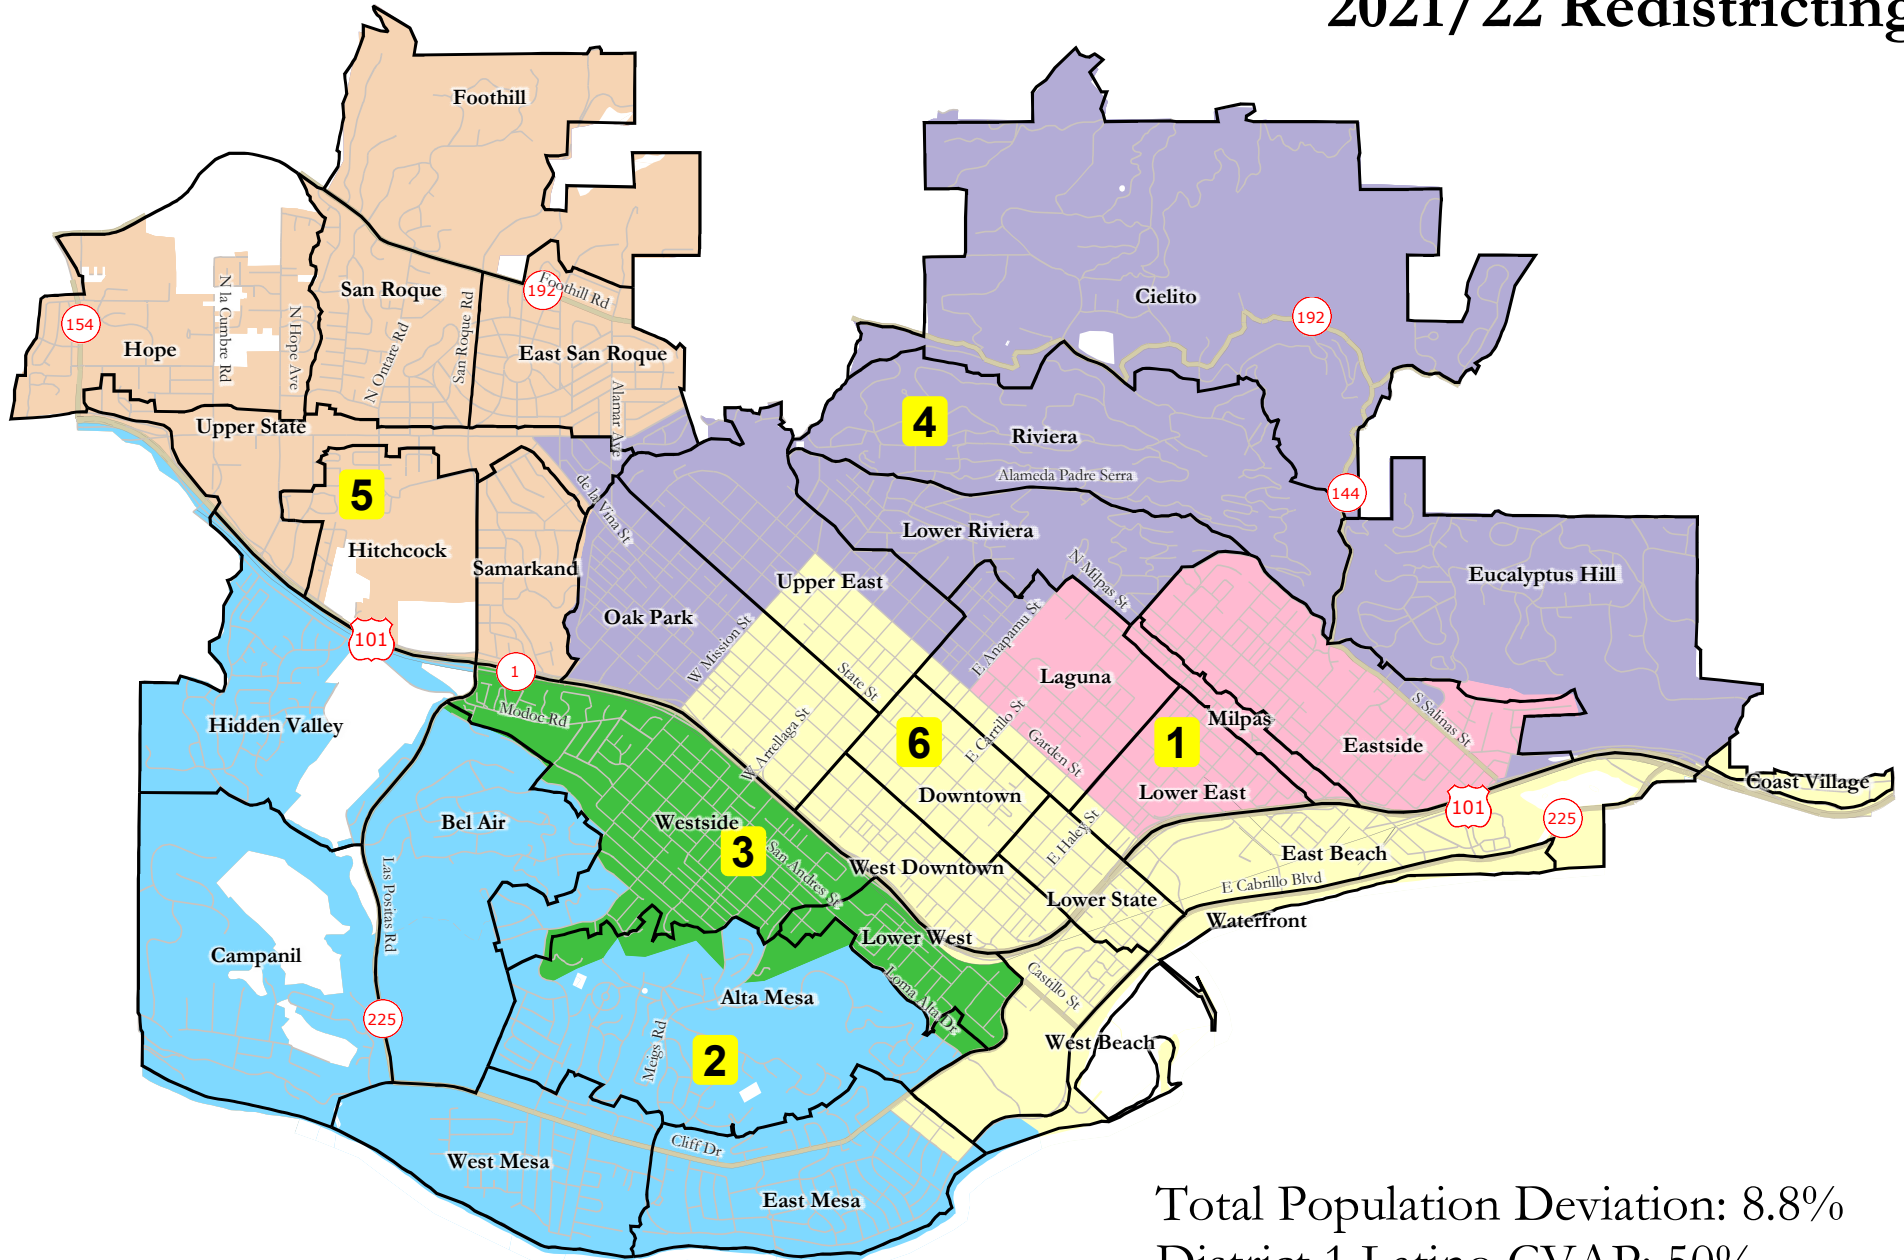 2021/22 Redistricting
Foothill
Cielito
192
San Roque
192
Foothill Rd
154
Hope
N la Cumbre Rd
N Hope Ave
N Ontare Rd
San Roque Rd
East San Roque
Alamar Ave
Upper State
4
Riviera
Alameda Padre Serra
144
5
Hitchcock
Samarkand
de la Vina St
Lower Riviera
N Milpas St
Upper East
Eucalyptus Hill
Oak Park
W Mission St
E Anapamu St
101
1
State St
Laguna
Modoc Rd
Hidden Valley
W Arrellaga St
6
E Carrillo St
Garden St
1
Milpas
S Salinas St
Eastside
Coast Village
Downtown
Lower East
101
225
Bel Air
Westside
3
San Andres St
E Haley St
East Beach
West Downtown
E Cabrillo Blvd
Las Positas Rd
Lower State
Waterfront
Campanil
Lower West
Castillo St
Alta Mesa
Loma Alta Dr
225
Meigs Rd
2
West Beach
Cliff Dr
West Mesa
East Mesa
Total Population Deviation: 8.8%
District 1 Latino CVAP: 50%